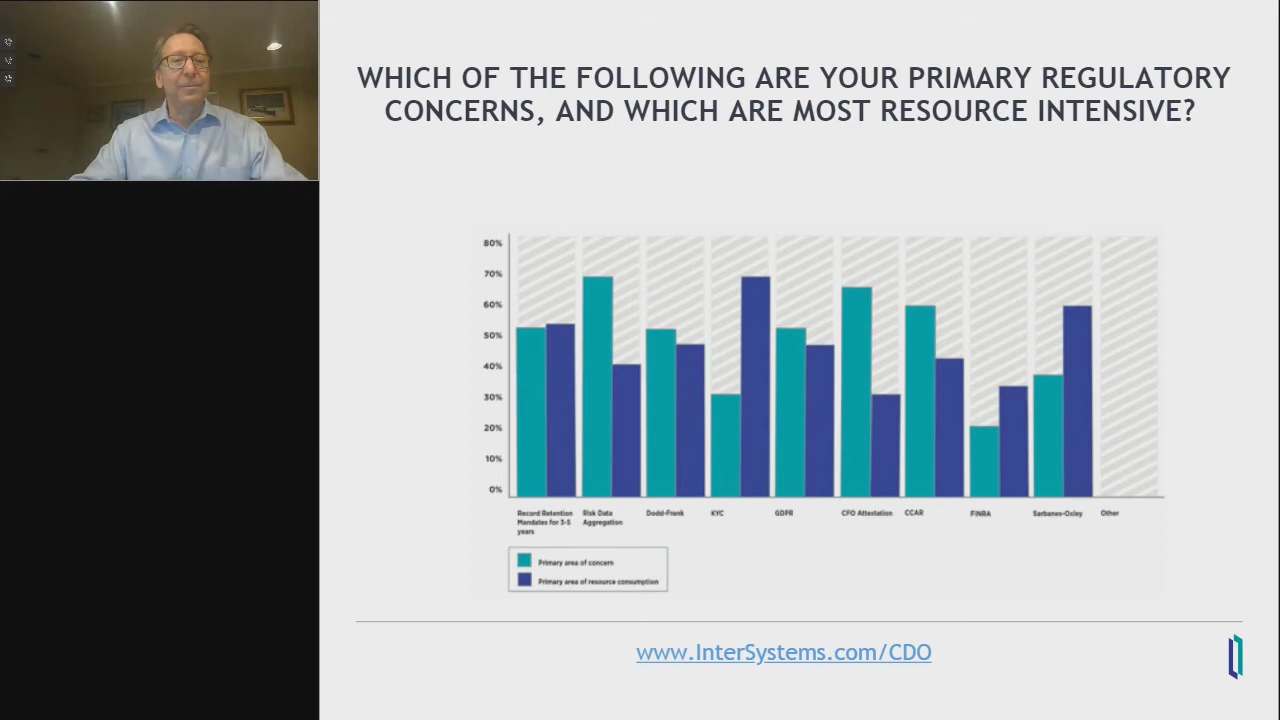 WHICH OF THE FOLLOWING ARE YOUR PRIMARY REGULATORY
CONCERNS, AND WHICH ARE MOST RESOURCE INTENSIVE?
80%
70%
60%
50%
40%
30%
20%
10%
0%
Record Retention
Mandates for 3-5
years
Risk Data
Aggregation
Dodd-Frank
KYC
GDPR
CFO Attestation
CCAR
FINRA
Sarbanes-Oxley
Other
Primary area of concern
Primary area of resource consumption
www.InterSystems.com/CDO